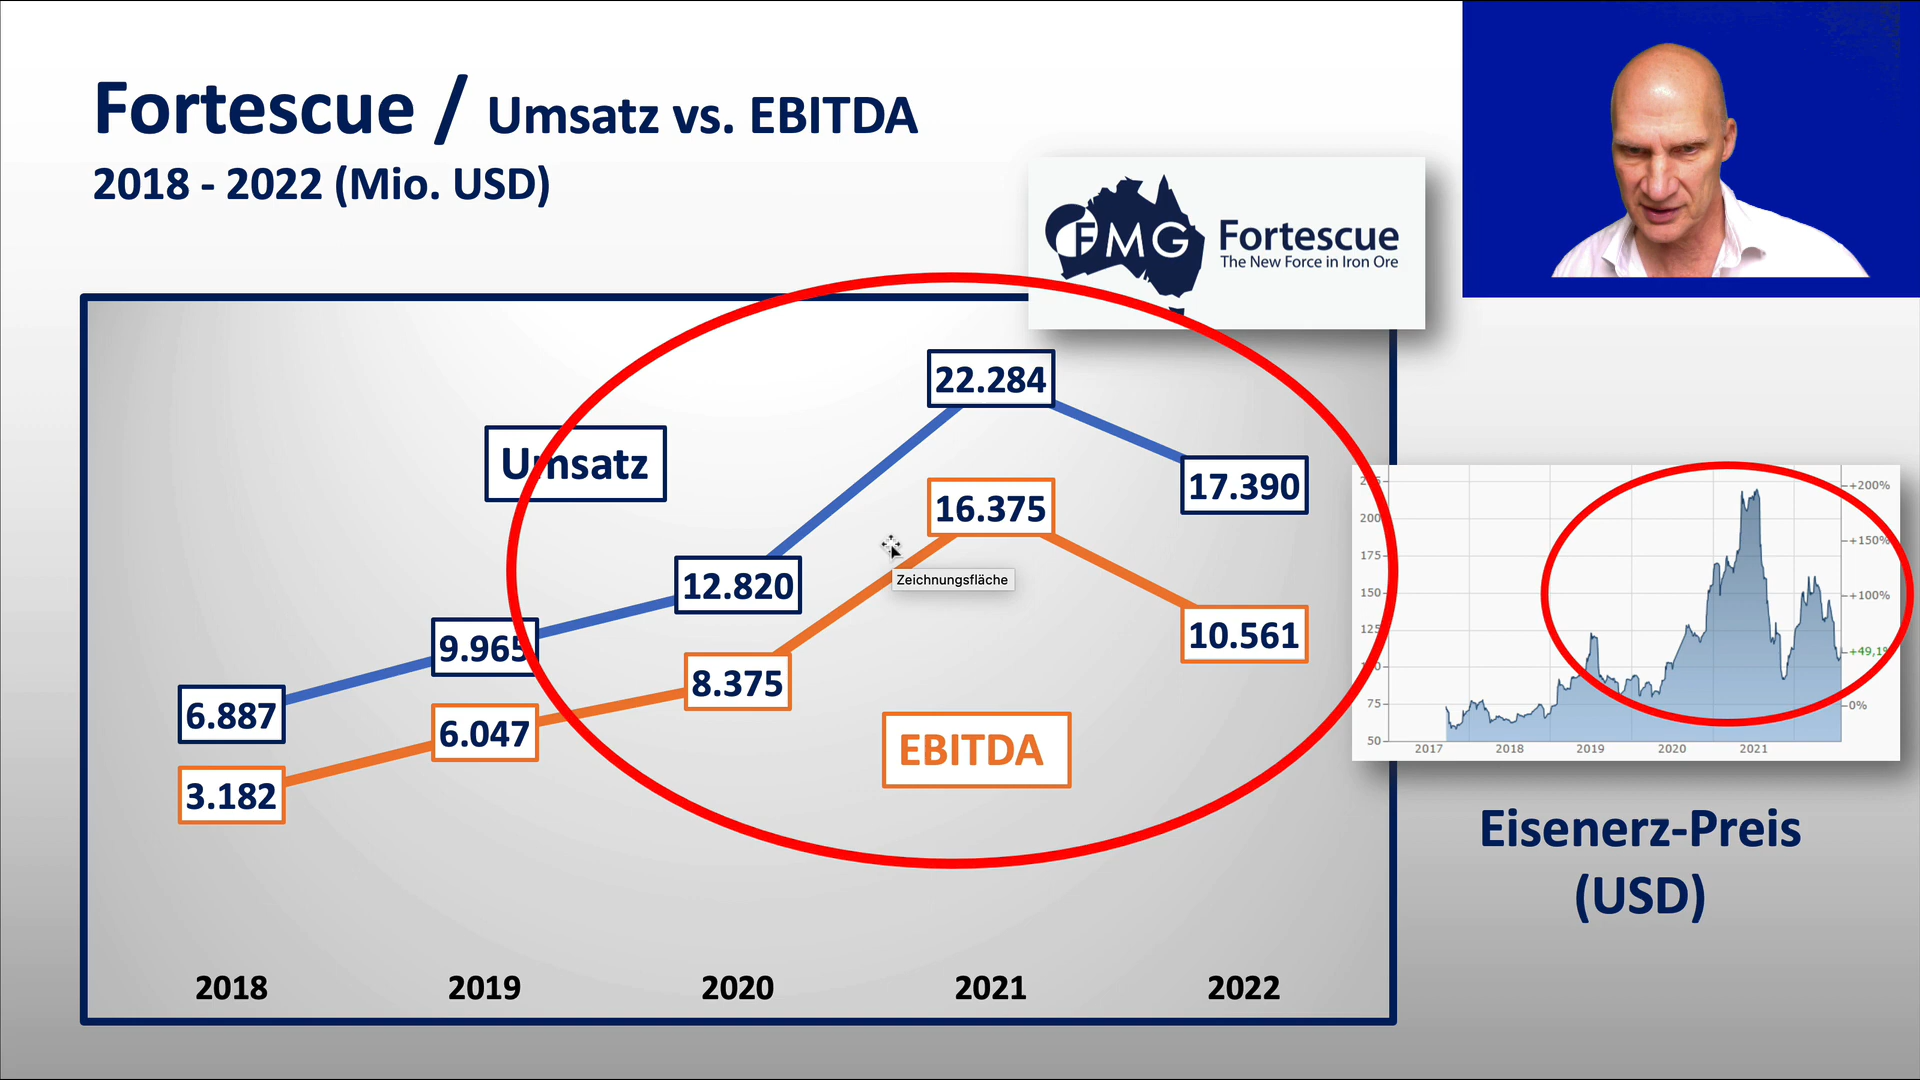 Fortescue / Umsatz vs. EBITDA
2018 - 2022 (Mio. USD)
FMG
Fortescue
The New Force in Iron Ore
22.284
Umsatz
17.390
16.375
12.820
Zeichnungsfläche
9.965
10.561
8.375
6.887
6.047
EBITDA
3.182
2018 2019 2020 2021 2022
200
175
150
125
75
50
+200%
+150%
+100%
0%
2017 2018 2019 2020 2021
Eisenerz-Preis
(USD)